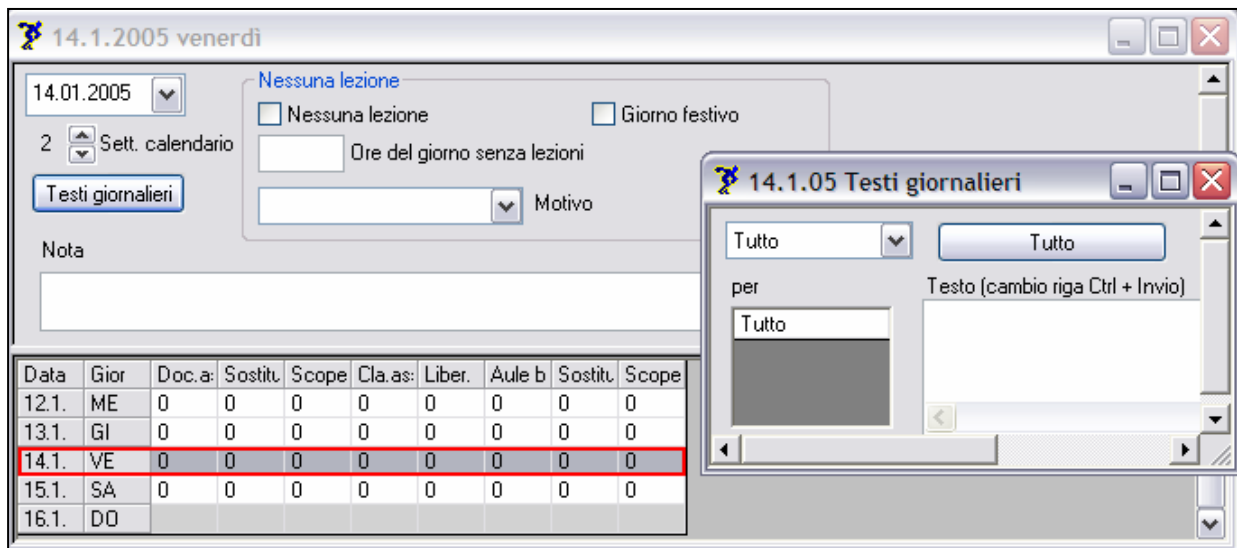 14.1.2005 venerdì
14.01.2005
Nessuna lezione
Nessuna lezione
Giorno festivo
2 Sett. calendario
Ore del giorno senza lezioni
Testi giornalieri
Motivo
Nota
14.1.05 Testi giornalieri
Tutto
Tutto
per
Testo (cambio riga Ctrl + Invio)
Tutto
Data Gior Doc.a: Sostitu Scope Cla.as: Liber. Aule b Sostitu Scope
12.1. ME 0 0 0 0 0 0 0 0
13.1. GI 0 0 0 0 0 0 0 0
14.1. VE 0 0 0 0 0 0 0 0
15.1. SA 0 0 0 0 0 0 0 0
16.1. DO